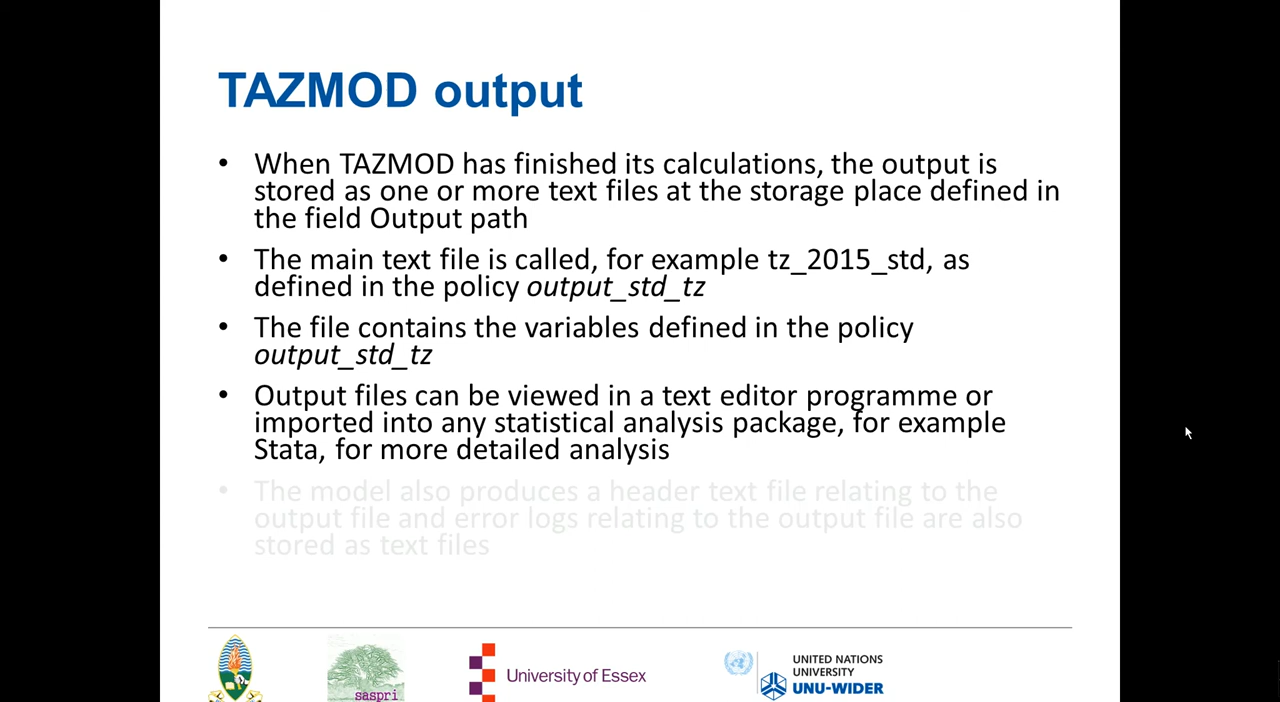 TAZMOD output
• When TAZMOD has finished its calculations, the output is
stored as one or more text files at the storage place defined in
the field Output path
• The main text file is called, for example tz_2015_std, as
defined in the policy output_std_tz
• The file contains the variables defined in the policy
output_std_tz
• Output files can be viewed in a text editor programme or
imported into any statistical analysis package, for example
Stata, for more detailed analysis
• The model also produces a header text file relating to the
output file and error logs relating to the output file are also
stored as text files
saspri
University of Essex
UNITED NATIONS
UNIVERSITY
UNU-WIDER